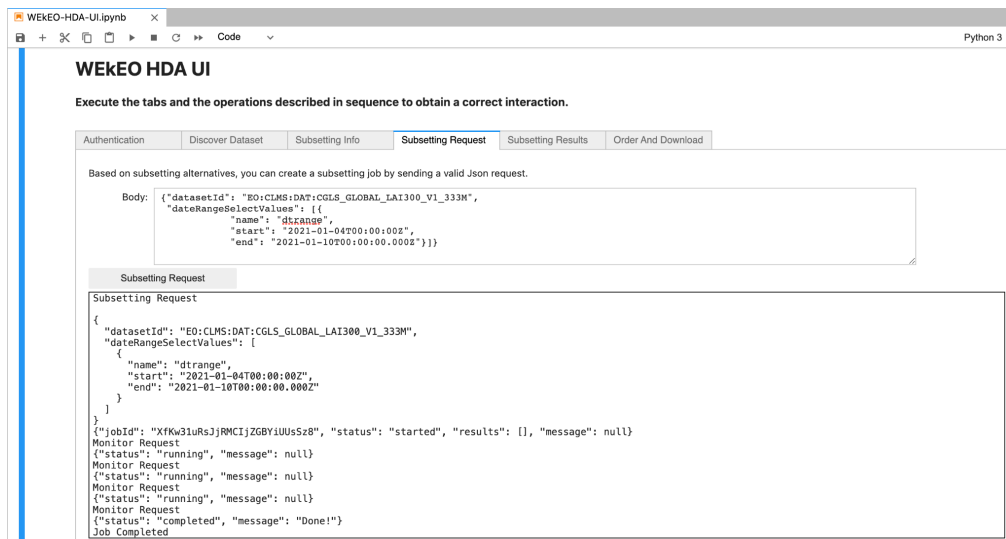 WEkEO-HDA-UI.ipynb
Code
Python 3
WEkEO HDA UI
Execute the tabs and the operations described in sequence to obtain a correct interaction.
Authentication Discover Dataset Subsetting Info Subsetting Request Subsetting Results Order And Download
Based on subsetting alternatives, you can create a subsetting job by sending a valid Json request.
Body: {"datasetId": "EO:CLMS:DAT:CGLS_GLOBAL_LAI300_V1_333M",
"dateRangeSelectValues": [{
"name": "dtrange",
"start": "2021-01-04T00:00:00Z",
"end": "2021-01-10T00:00:00.000Z"}]}
Subsetting Request
Subsetting Request
{
"datasetId": "EO:CLMS:DAT:CGLS_GLOBAL_LAI300_V1_333M",
"dateRangeSelectValues": [
{
"name": "dtrange",
"start": "2021-01-04T00:00:00Z",
"end": "2021-01-10T00:00:00.000Z"
}
]
}
{"jobId": "XfKw31uRsJjRMCIjZGBYiUUsSz8", "status": "started", "results": [], "message": null}
Monitor Request
{"status": "running", "message": null}
Monitor Request
{"status": "running", "message": null}
Monitor Request
{"status": "running", "message": null}
Monitor Request
{"status": "completed", "message": "Done!"}
Job Completed